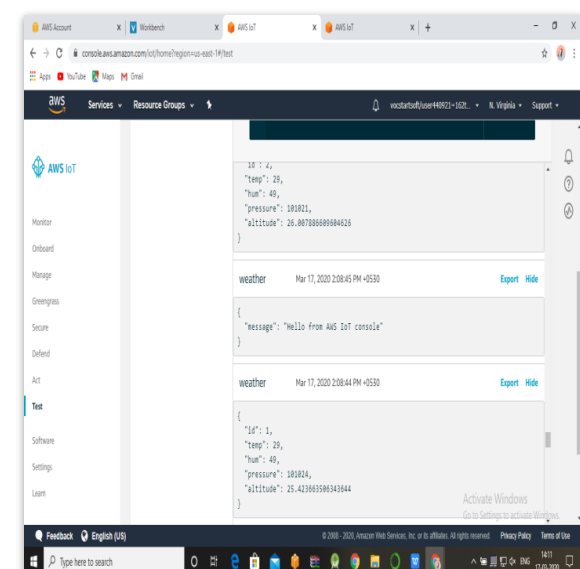 AWS Account x Workbench x AWS IoT x AWS IoT x +
console.aws.amazon.com/iot/home?region=us-east-1#/test
Apps YouTube Maps Gmail
aws Services Resource Groups N. Virginia Support
AWS IoT
Monitor
Onboard
Manage
Greengrass
Secure
Defend
Act
Test
Software
Settings
Learn
"id": 2,
"temp": 29,
"hum": 49,
"pressure": 101021,
"altitude": 26.007886609604626
}
weather Mar 17, 2020 2:08:45 PM +0530 Export Hide
{
"message": "Hello from AWS IoT console"
}
weather Mar 17, 2020 2:08:44 PM +0530 Export Hide
{
"id": 1,
"temp": 29,
"hum": 49,
"pressure": 101024,
"altitude": 25.423663506343644
}
Activate Windows
Go to Settings to activate Windows.
Feedback English (US) © 2008 - 2020, Amazon Web Services, Inc. or its affiliates. All rights reserved. Privacy Policy Terms of Use
Type here to search ENG 14:11
17-03-2020